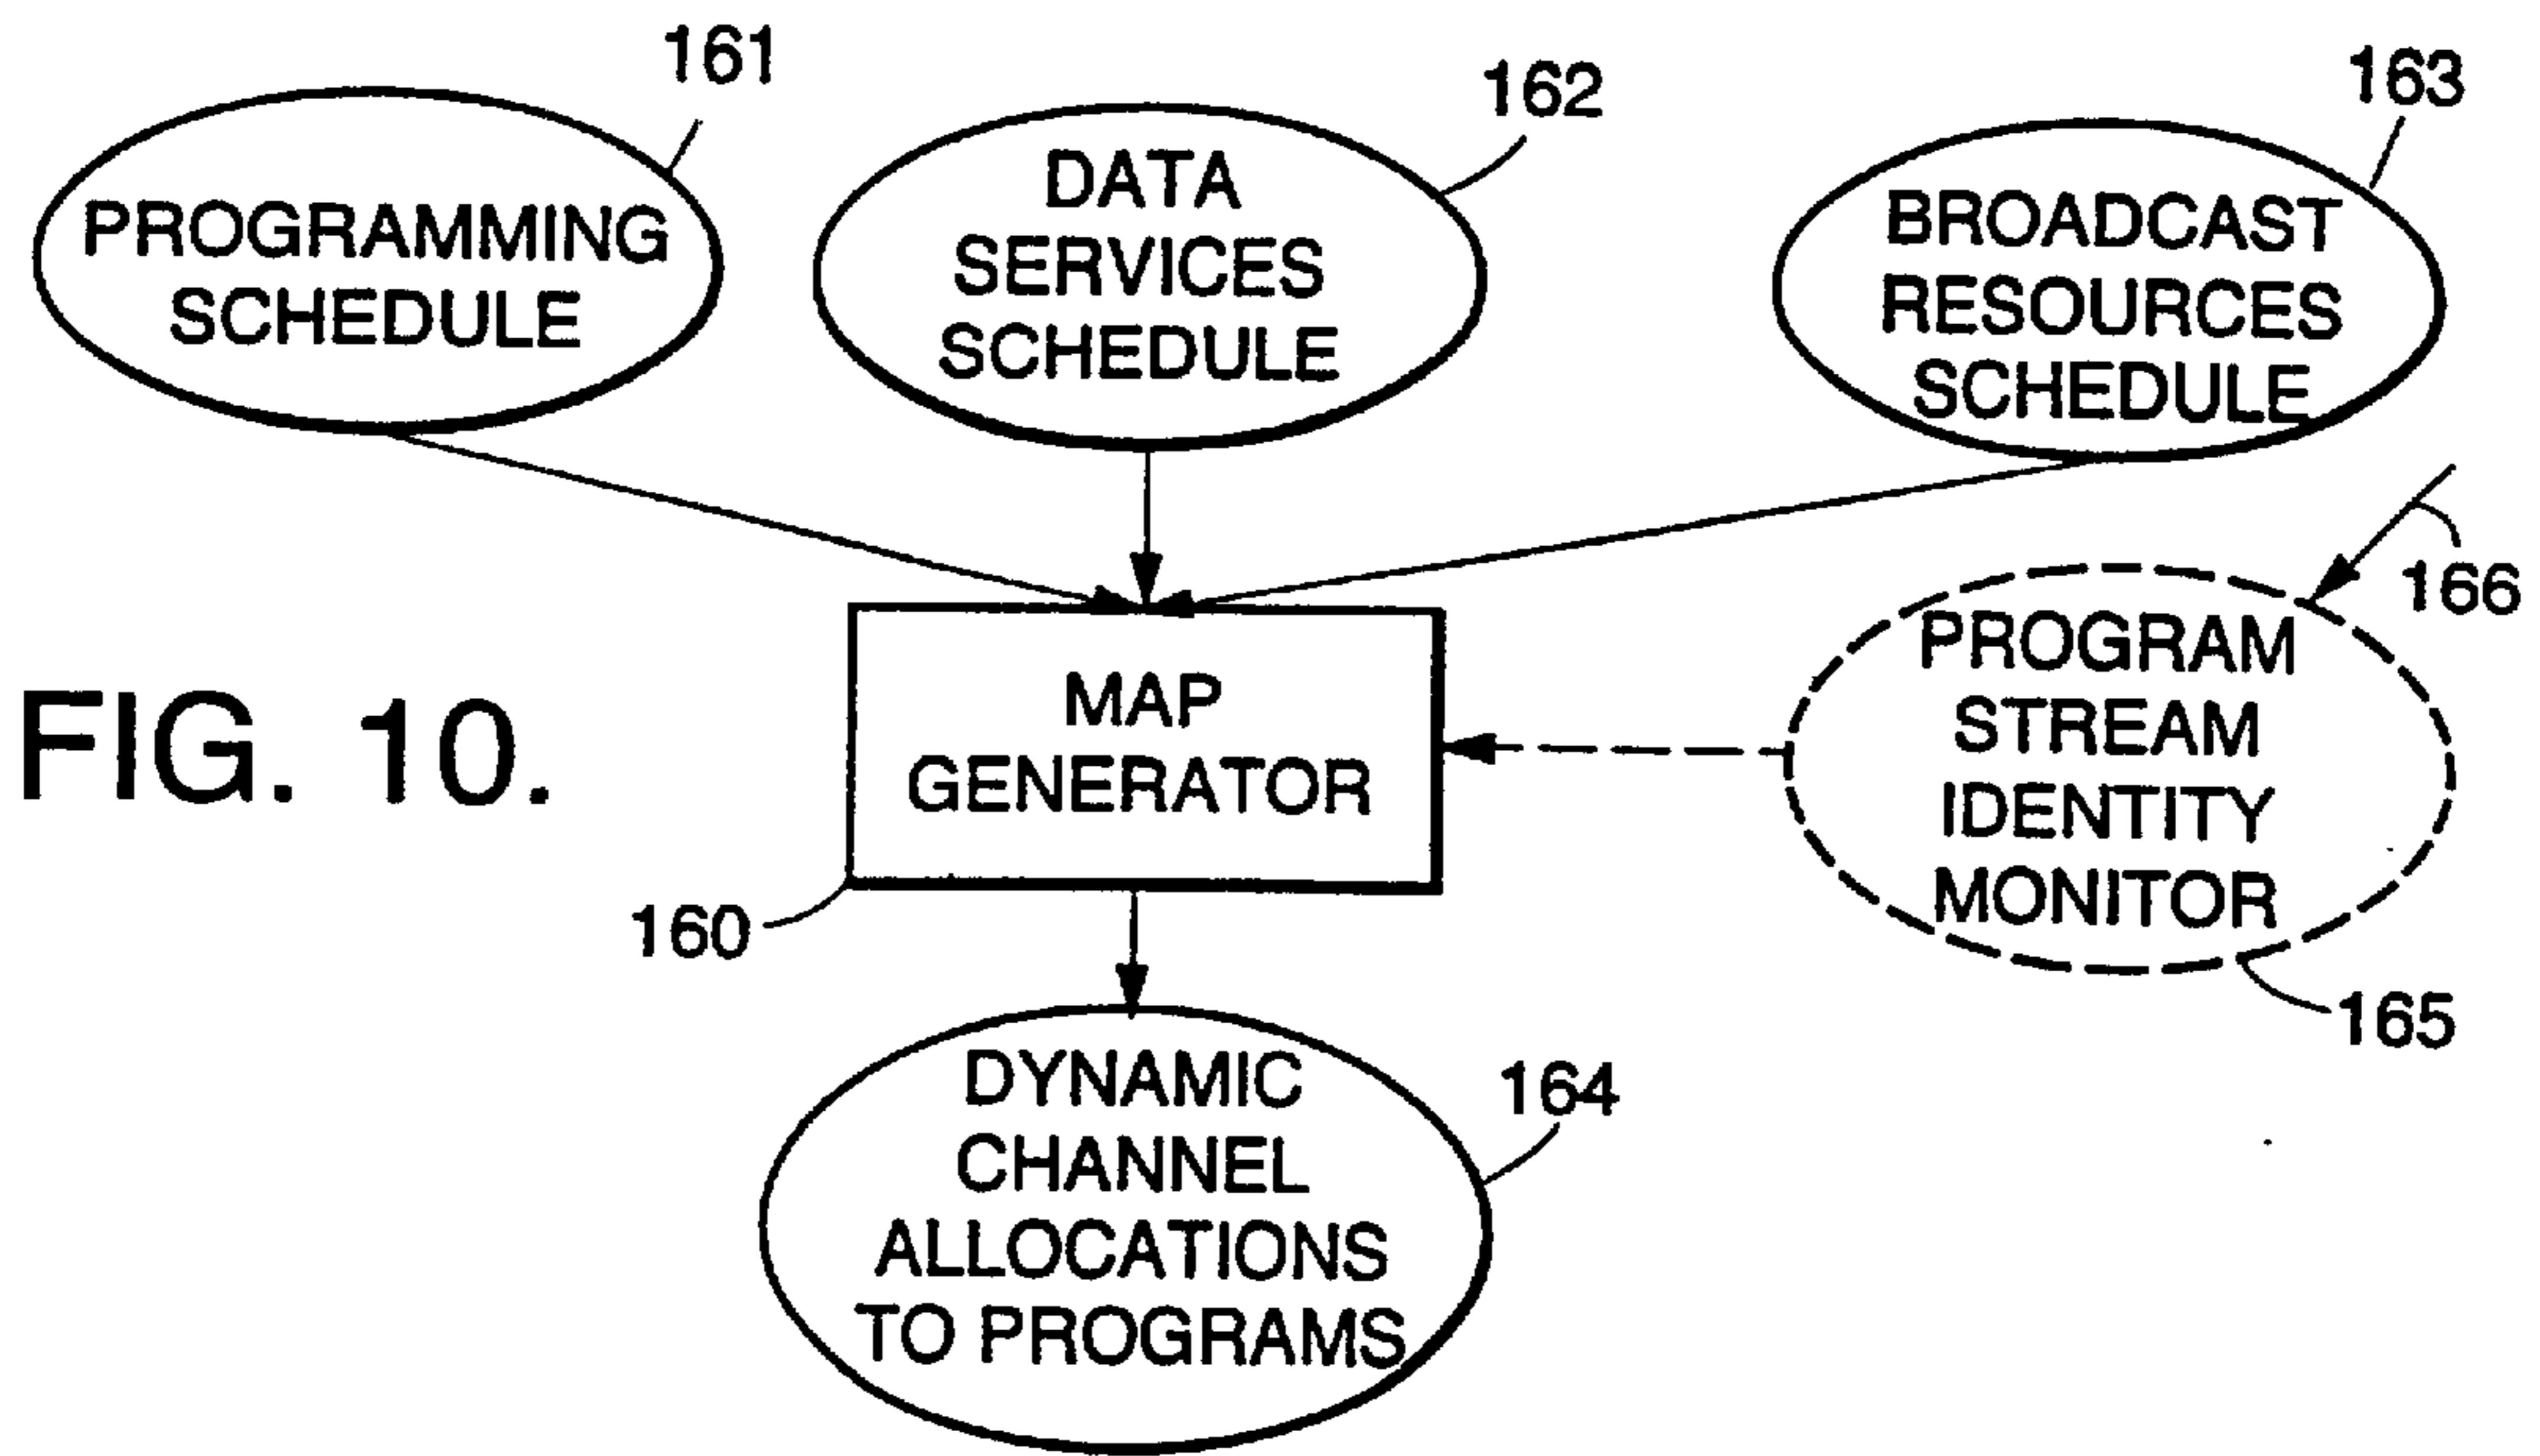 161
PROGRAMMING
SCHEDULE
162
DATA
SERVICES
SCHEDULE
163
BROADCAST
RESOURCES
SCHEDULE
166
PROGRAM
STREAM
IDENTITY
MONITOR
165
MAP
GENERATOR
160
FIG. 10.
DYNAMIC
CHANNEL
ALLOCATIONS
TO PROGRAMS
164